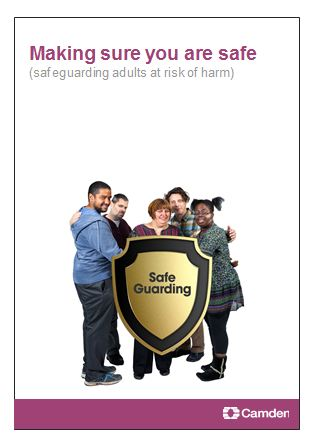 Making sure you are safe
(safeguarding adults at risk of harm)
Safe
Guarding
Camden